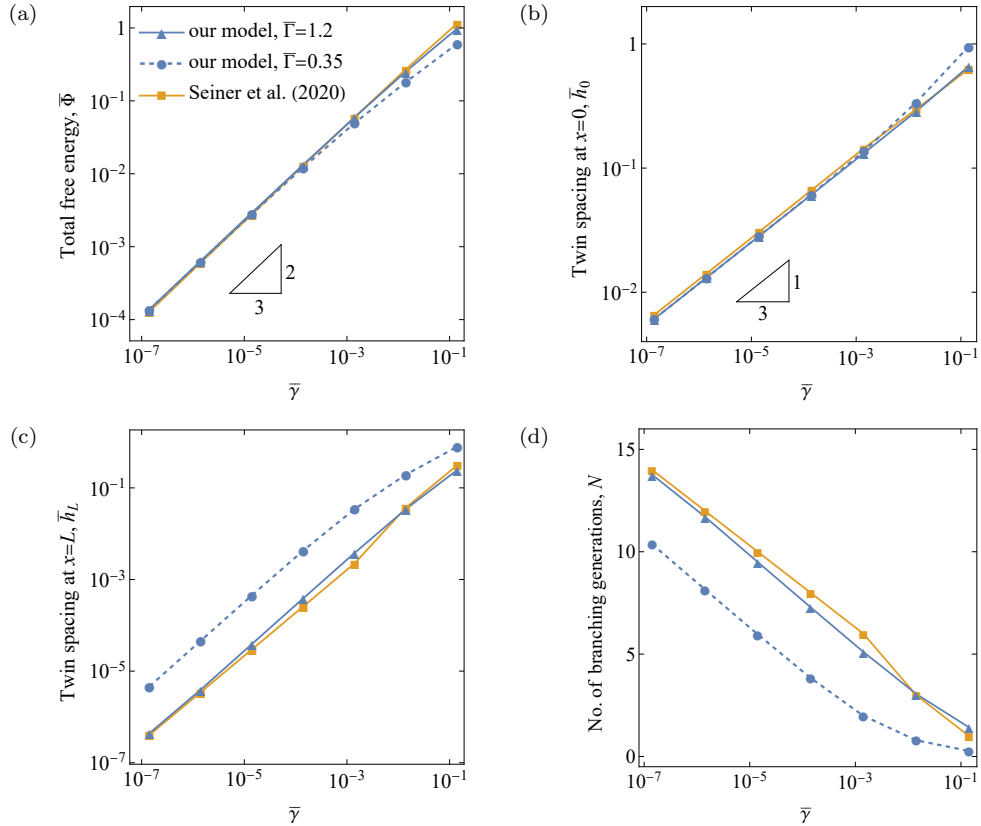 (a)
our model, Γ̅=1.2
our model, Γ̅=0.35
Seiner et al. (2020)
Total free energy, Φ̅
1
10⁻¹
10⁻²
10⁻³
10⁻⁴
2
3
10⁻⁷ 10⁻⁵ 10⁻³ 10⁻¹
γ̅
(b)
Twin spacing at x=0, h̅₀
1
10⁻¹
10⁻²
1
3
10⁻⁷ 10⁻⁵ 10⁻³ 10⁻¹
γ̅
(c)
Twin spacing at x=L, h̅_L
10⁻¹
10⁻³
10⁻⁵
10⁻⁷
10⁻⁷ 10⁻⁵ 10⁻³ 10⁻¹
γ̅
(d)
No. of branching generations, N
15
10
5
0
10⁻⁷ 10⁻⁵ 10⁻³ 10⁻¹
γ̅